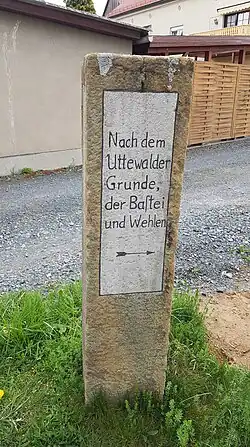 Nach dem
Uttewalder
Grunde,
der Baſtei
und Wehlen